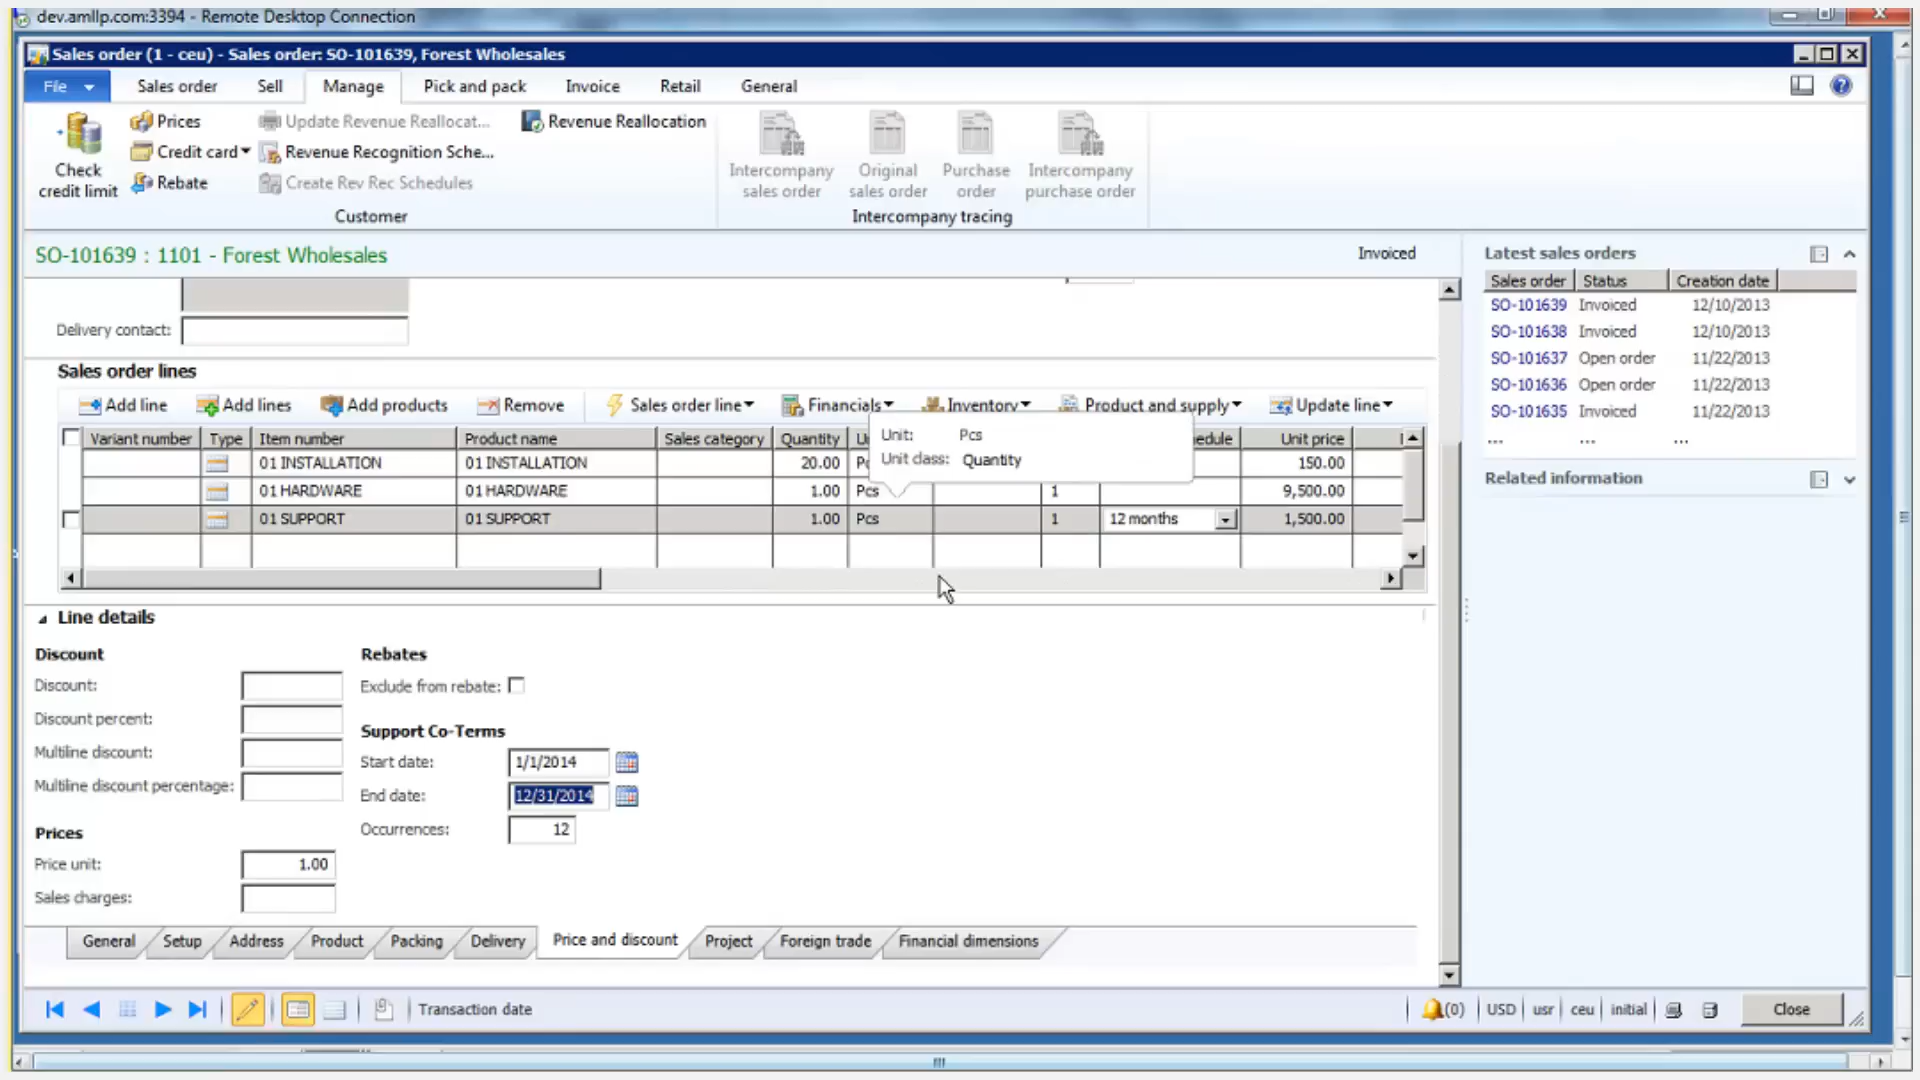 dev.amllp.com:3394 - Remote Desktop Connection
Sales order (1 - ceu) - Sales order: SO-101639, Forest Wholesales
File Sales order Sell Manage Pick and pack Invoice Retail General
Prices Update Revenue Reallocat... Revenue Reallocation
Credit card Revenue Recognition Sche...
Rebate Create Rev Rec Schedules
Check
credit limit
Intercompany
sales order
Original
sales order
Purchase
order
Intercompany
purchase order
Customer Intercompany tracing
SO-101639 : 1101 - Forest Wholesales Invoiced
Delivery contact:
Sales order lines
Add line Add lines Add products Remove Sales order line Financials Inventory Product and supply Update line
Variant number Type Item number Product name Sales category Quantity edule Unit price
01 INSTALLATION 01 INSTALLATION 20.00 150.00
01 HARDWARE 01 HARDWARE 1.00 Pcs 1 9,500.00
01 SUPPORT 01 SUPPORT 1.00 Pcs 1 12 months 1,500.00
Unit: Pcs
Unit class: Quantity
Line details
Discount
Discount:
Discount percent:
Multiline discount:
Multiline discount percentage:
Prices
Price unit: 1.00
Sales charges:
Rebates
Exclude from rebate:
Support Co-Terms
Start date: 1/1/2014
End date: 12/31/2014
Occurrences: 12
General Setup Address Product Packing Delivery Price and discount Project Foreign trade Financial dimensions
Latest sales orders
Sales order Status Creation date
SO-101639 Invoiced 12/10/2013
SO-101638 Invoiced 12/10/2013
SO-101637 Open order 11/22/2013
SO-101636 Open order 11/22/2013
SO-101635 Invoiced 11/22/2013
... ... ...
Related information
Transaction date (0) USD usr ceu initial Close